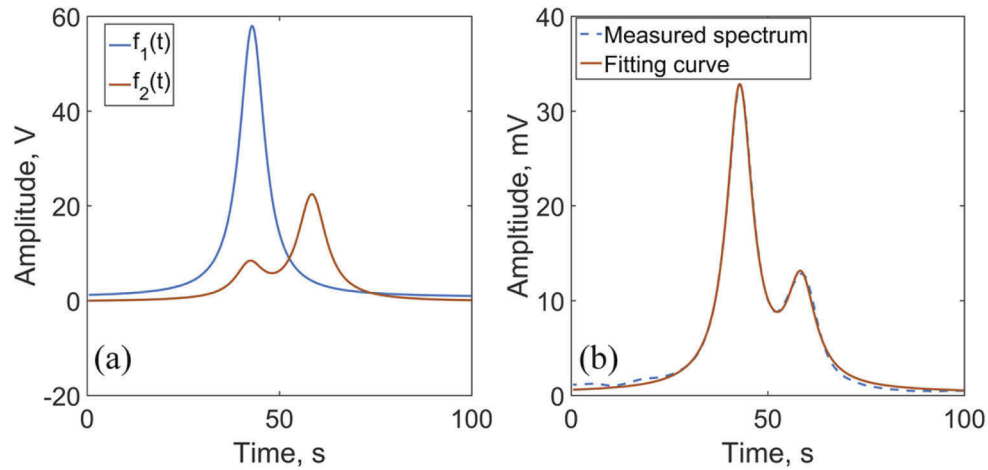 60
40
20
0
-20
Amplitude, V
f1(t)
f2(t)
(a)
0
50
100
Time, s
40
30
20
10
0
Ampltiude, mV
Measured spectrum
Fitting curve
(b)
0
50
100
Time, s